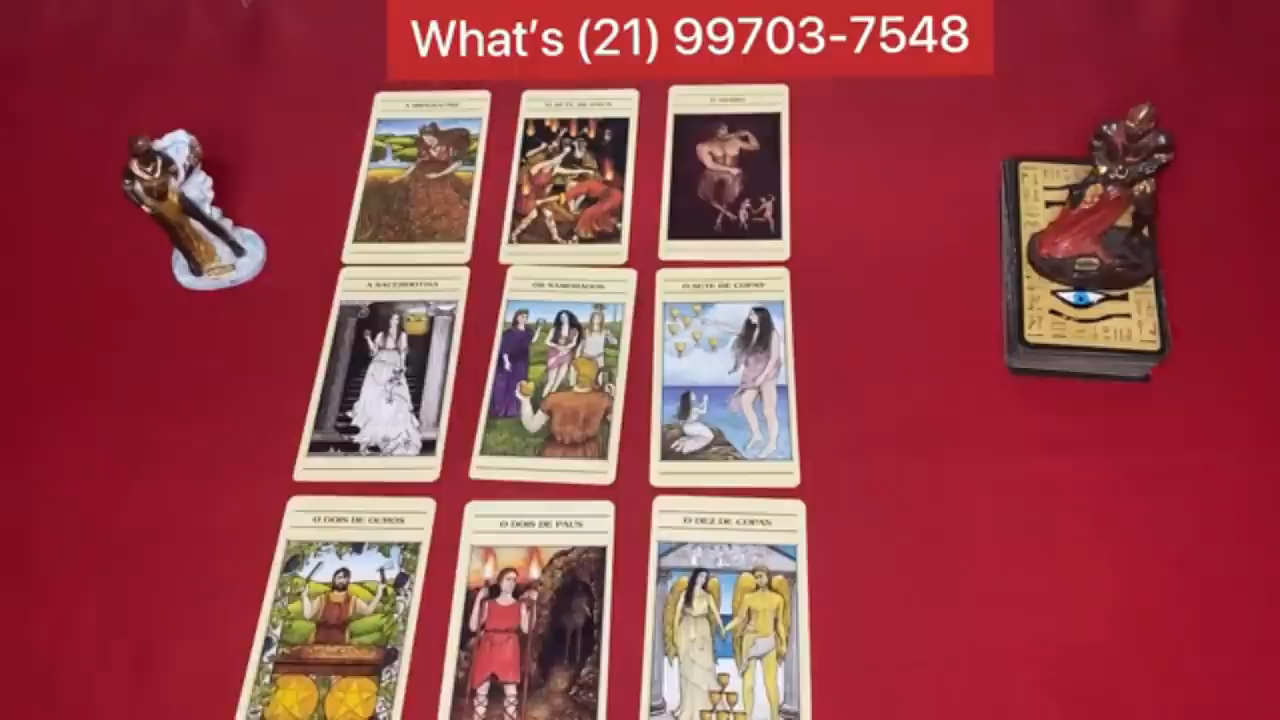 What's (21) 99703-7548
A SACERDOTISA
OS NAMORADOS
O SETE DE COPAS
O DOIS DE OUROS
O DOIS DE PAUS
O DEZ DE COPAS